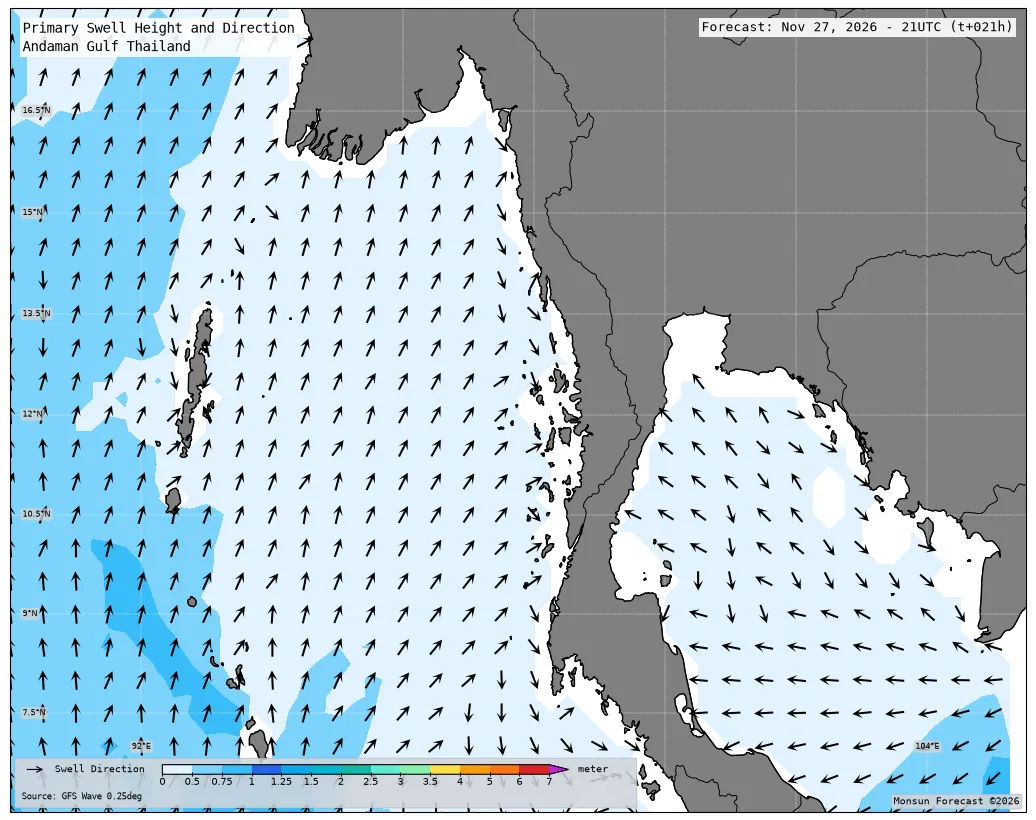 Primary Swell Height and Direction
Andaman Gulf Thailand
Forecast: Nov 27, 2026 - 21UTC (t+021h)
16.5°N
15°N
13.5°N
12°N
10.5°N
9°N
7.5°N
92°E
104°E
Swell Direction
meter
0 0.5 0.75 1 1.25 1.5 2 2.5 3 3.5 4 5 6 7
Source: GFS Wave 0.25deg
Monsun Forecast ©2026